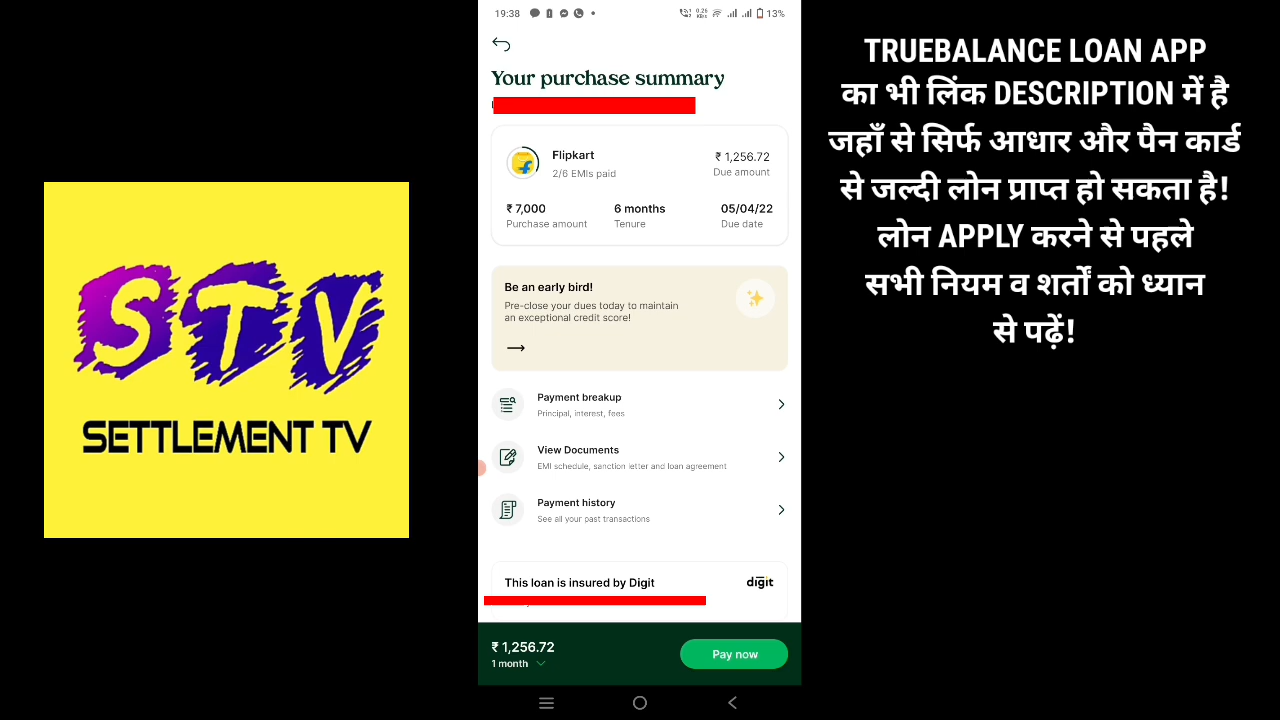 STV
SETTLEMENT TV
19:38
0.26
KB/s
13%
Your purchase summary
Flipkart
2/6 EMIs paid
₹ 1,256.72
Due amount
₹ 7,000
Purchase amount
6 months
Tenure
05/04/22
Due date
Be an early bird!
Pre-close your dues today to maintain
an exceptional credit score!
Payment breakup
Principal, interest, fees
View Documents
EMI schedule, sanction letter and loan agreement
Payment history
See all your past transactions
This loan is insured by Digit
digit
₹ 1,256.72
1 month
Pay now
TRUEBALANCE LOAN APP
का भी लिंक DESCRIPTION में है
जहाँ से सिर्फ आधार और पैन कार्ड
से जल्दी लोन प्राप्त हो सकता है!
लोन APPLY करने से पहले
सभी नियम व शर्तों को ध्यान
से पढ़ें!